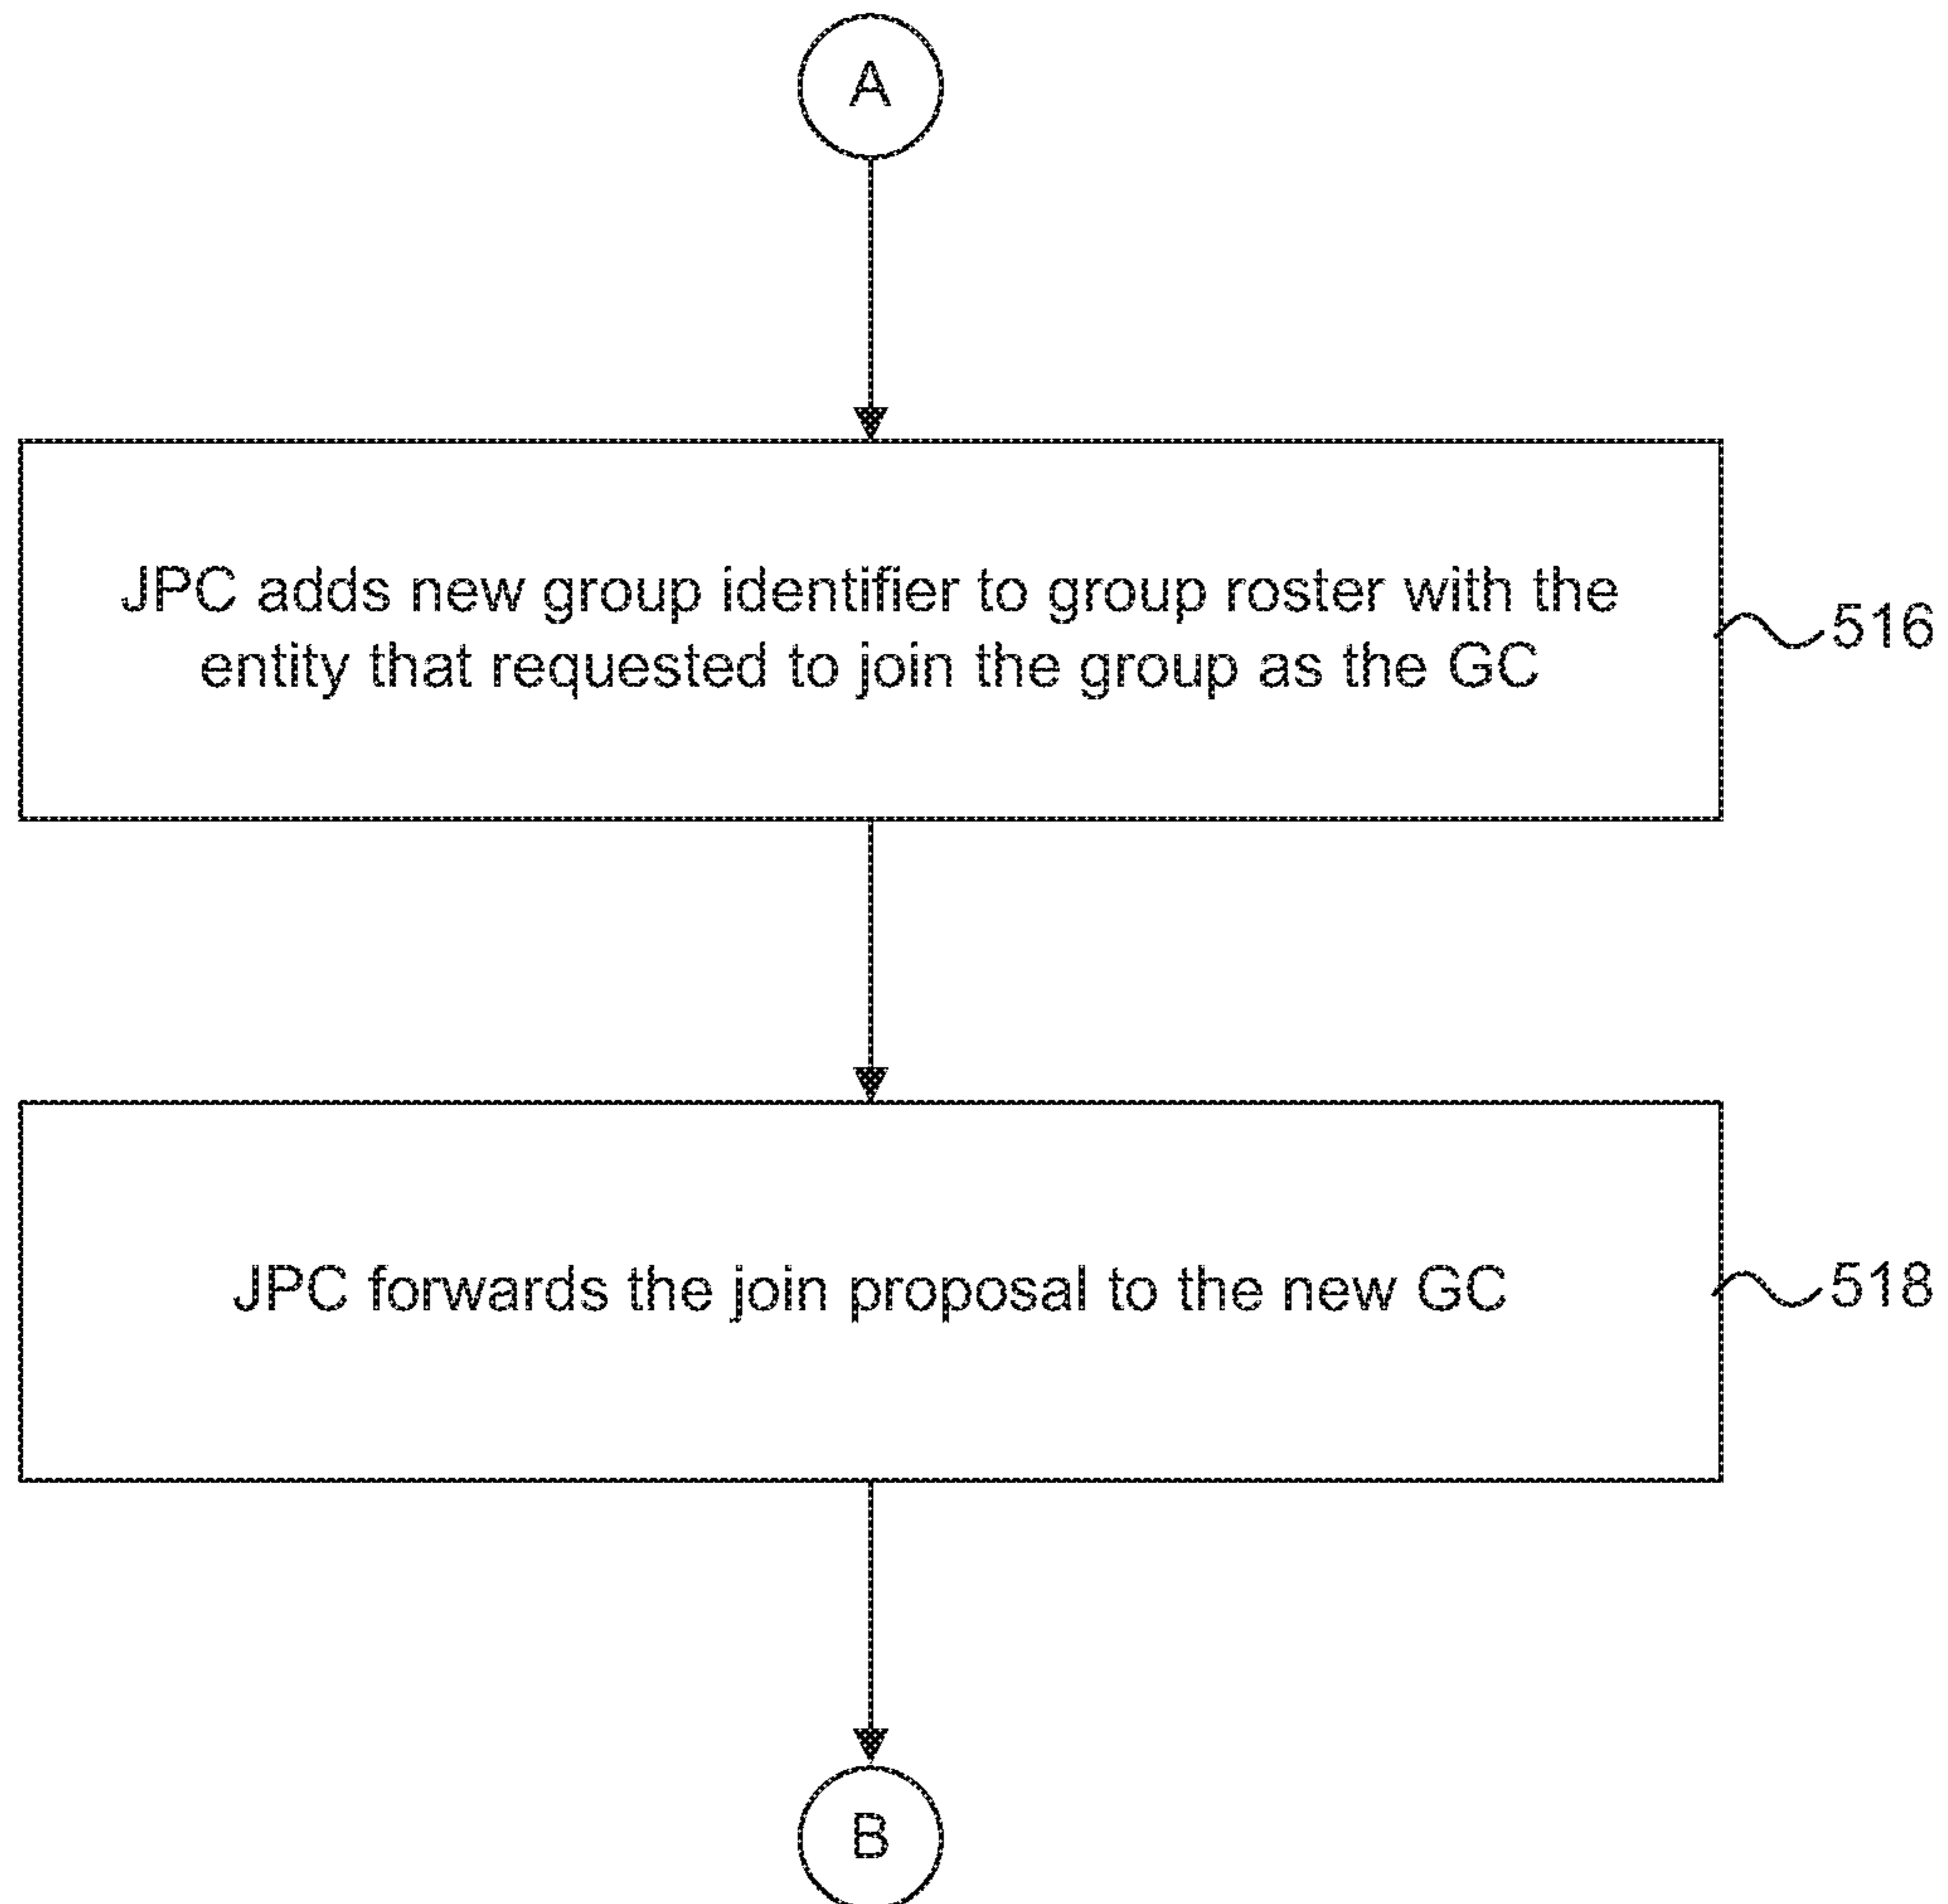 A
JPC adds new group identifier to group roster with the
entity that requested to join the group as the GC
516
JPC forwards the join proposal to the new GC
518
B